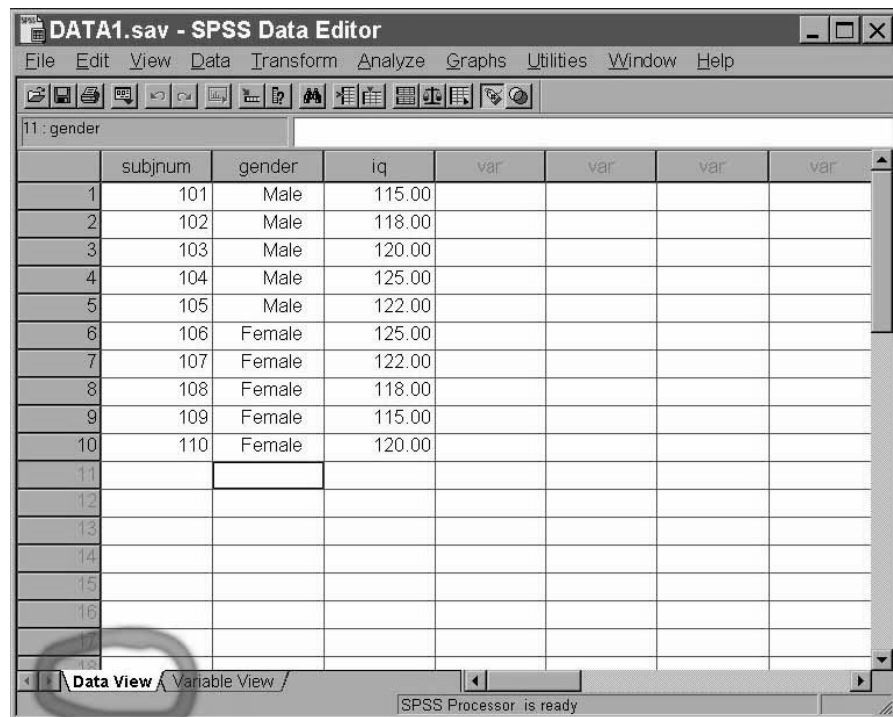 DATA1.sav - SPSS Data Editor
File Edit View Data Transform Analyze Graphs Utilities Window Help
11 : gender
subjnum gender iq var var var var
1 101 Male 115.00
2 102 Male 118.00
3 103 Male 120.00
4 104 Male 125.00
5 105 Male 122.00
6 106 Female 125.00
7 107 Female 122.00
8 108 Female 118.00
9 109 Female 115.00
10 110 Female 120.00
11
12
13
14
15
16
17
18
Data View Variable View
SPSS Processor is ready